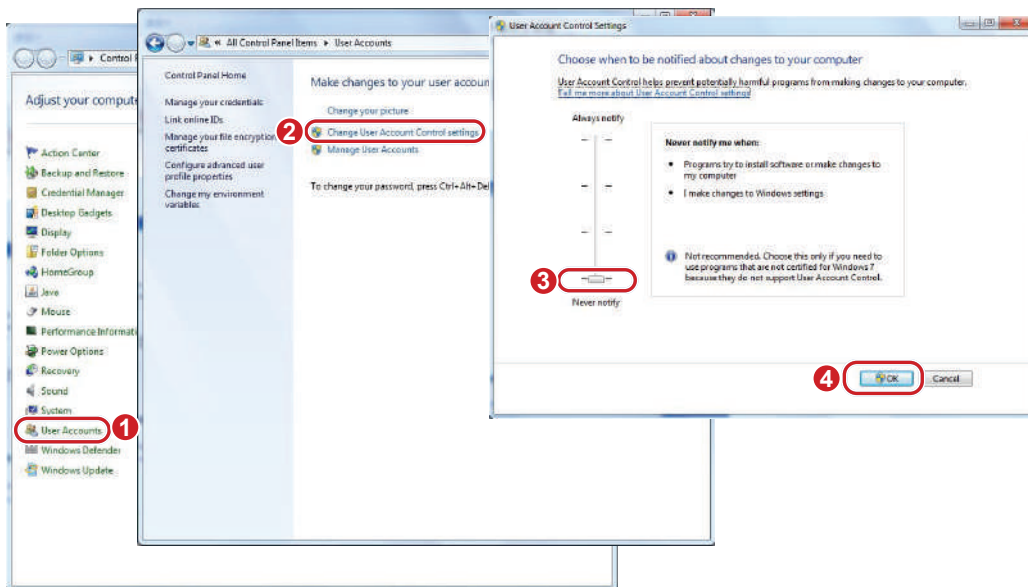 Control
Adjust your compute
Action Center
Backup and Restore
Credential Manager
Desktop Gadgets
Display
Folder Options
HomeGroup
Java
Mouse
Performance Informati
Power Options
Recovery
Sound
System
User Accounts
1
Windows Defender
Windows Update
All Control Panel Items
User Accounts
Control Panel Home
Manage your credentials
Link online IDs
Manage your file encryption
certificates
Configure advanced user
profile properties
Change my environment
variables
Make changes to your user accoun
Change your picture
2
Change User Account Control settings
Manage User Accounts
To change your password, press Ctrl+Alt+Del
User Account Control Settings
Choose when to be notified about changes to your computer
User Account Control helps prevent potentially harmful programs from making changes to your computer.
Tell me more about User Account Control settings
Always notify
Never notify me when:
• Programs try to install software or make changes to
my computer
• I make changes to Windows settings
Not recommended. Choose this only if you need to
use programs that are not certified for Windows 7
because they do not support User Account Control.
3
Never notify
4
OK
Cancel